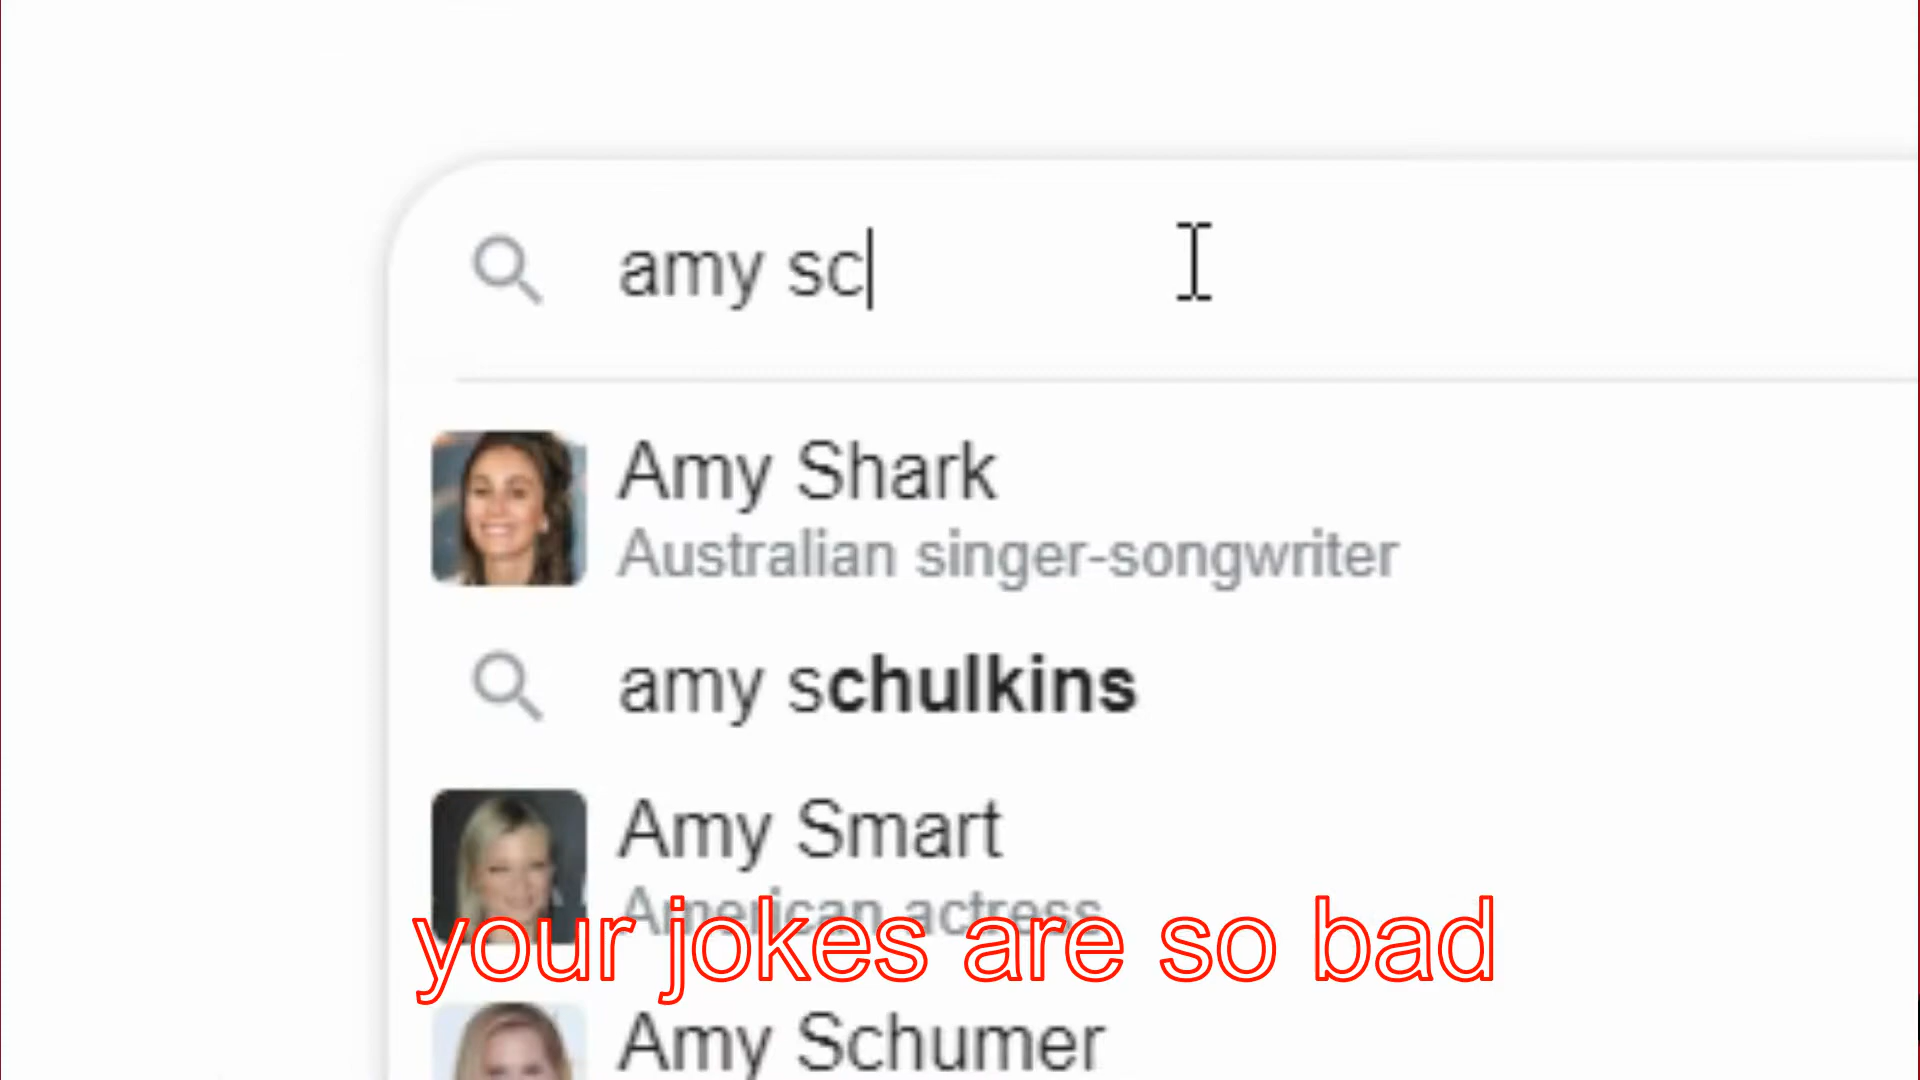 amy sc
Amy Shark
Australian singer-songwriter
amy schulkins
Amy Smart
American actress
your jokes are so bad
Amy Schumer